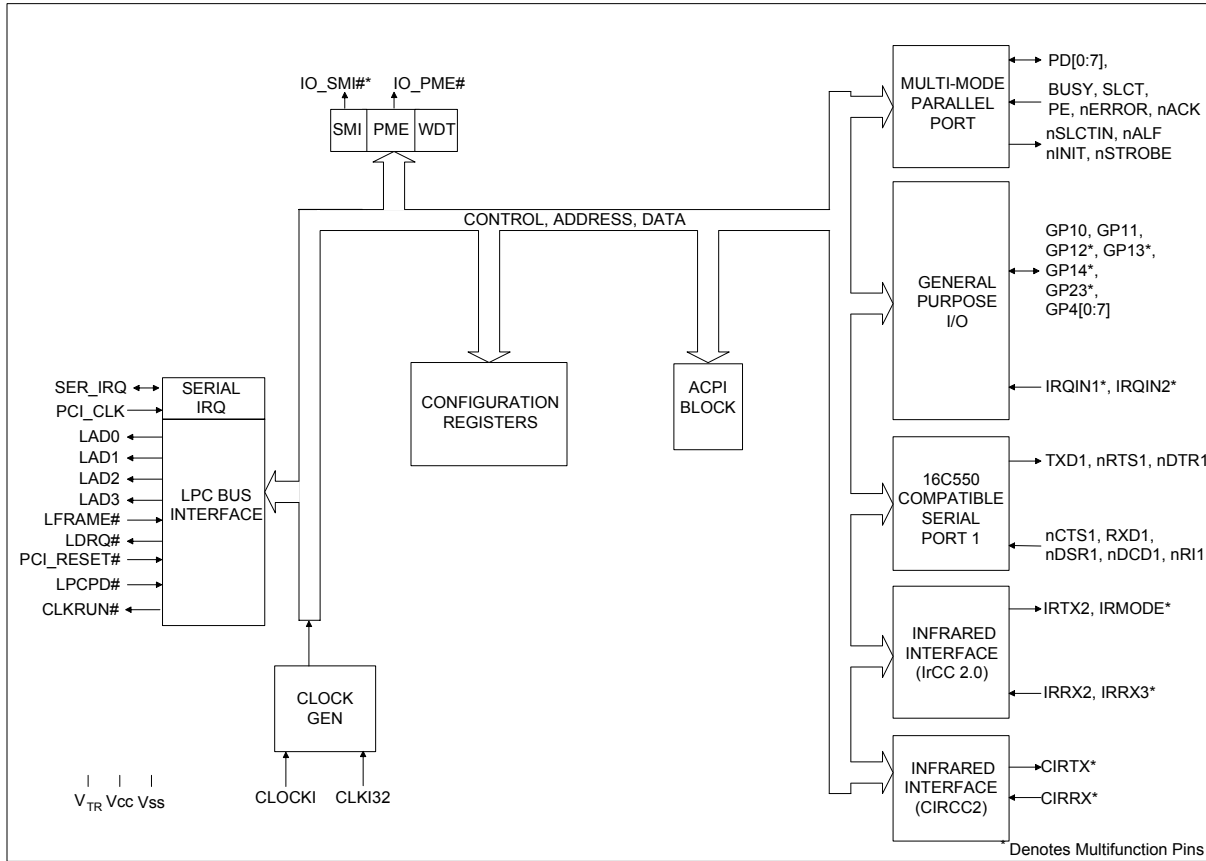 IO_SMI#*
IO_PME#
SMI
PME
WDT
CONTROL, ADDRESS, DATA
MULTI-MODE
PARALLEL
PORT
PD[0:7],
BUSY, SLCT,
PE, nERROR, nACK
nSLCTIN, nALF
nINIT, nSTROBE
GENERAL
PURPOSE
I/O
GP10, GP11,
GP12*, GP13*,
GP14*,
GP23*,
GP4[0:7]
IRQIN1*, IRQIN2*
SER_IRQ
PCI_CLK
LAD0
LAD1
LAD2
LAD3
LFRAME#
LDRQ#
PCI_RESET#
LPCPD#
CLKRUN#
SERIAL
IRQ
LPC BUS
INTERFACE
CONFIGURATION
REGISTERS
ACPI
BLOCK
16C550
COMPATIBLE
SERIAL
PORT 1
TXD1, nRTS1, nDTR1
nCTS1, RXD1,
nDSR1, nDCD1, nRI1
INFRARED
INTERFACE
(IrCC 2.0)
IRTX2, IRMODE*
IRRX2, IRRX3*
CLOCK
GEN
CLOCKI
CLKI32
VTR Vcc Vss
INFRARED
INTERFACE
(CIRCC2)
CIRTX*
CIRRX*
* Denotes Multifunction Pins